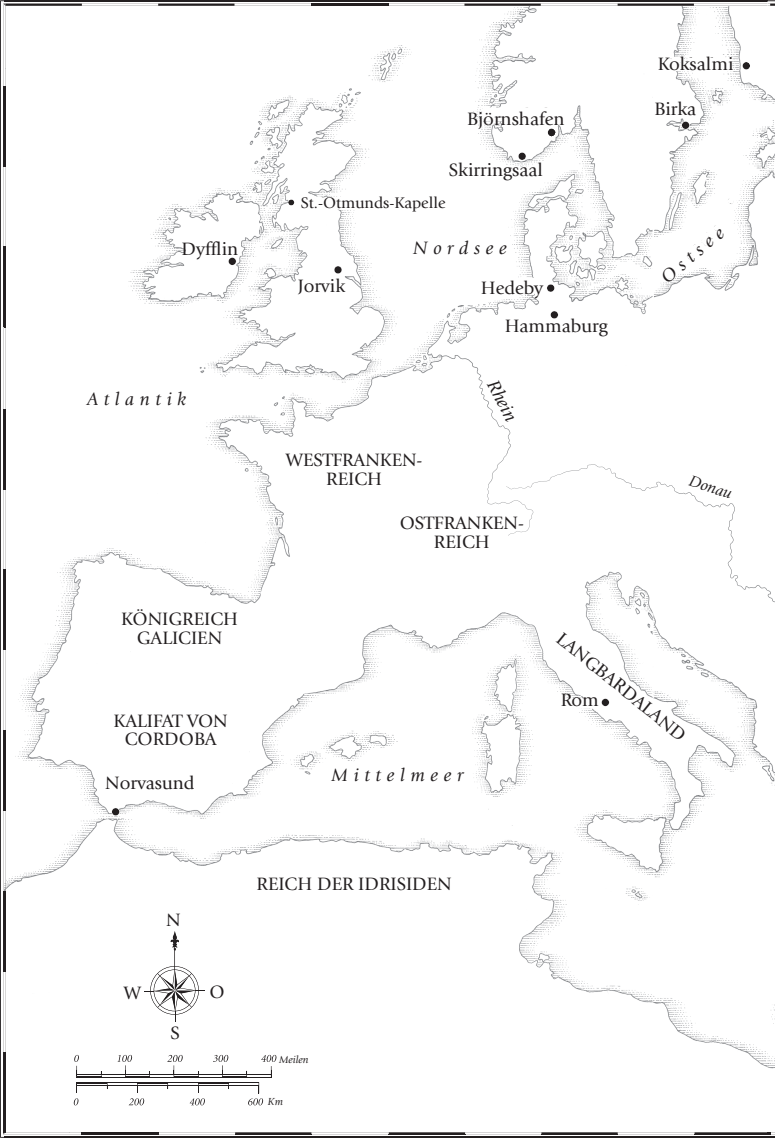 Koksalmi
Birka
Björnshafen
Skirringsaal
St.-Otmunds-Kapelle
Dyfflin
Nordsee
Ostsee
Jorvik
Hedeby
Hammaburg
Atlantik
Rhein
WESTFRANKEN-
REICH
Donau
OSTFRANKEN-
REICH
KÖNIGREICH
GALICIEN
LANGBARDALAND
Rom
KALIFAT VON
CORDOBA
Mittelmeer
Norvasund
REICH DER IDRISIDEN
N
W O
S
0 100 200 300 400 Meilen
0 200 400 600 Km